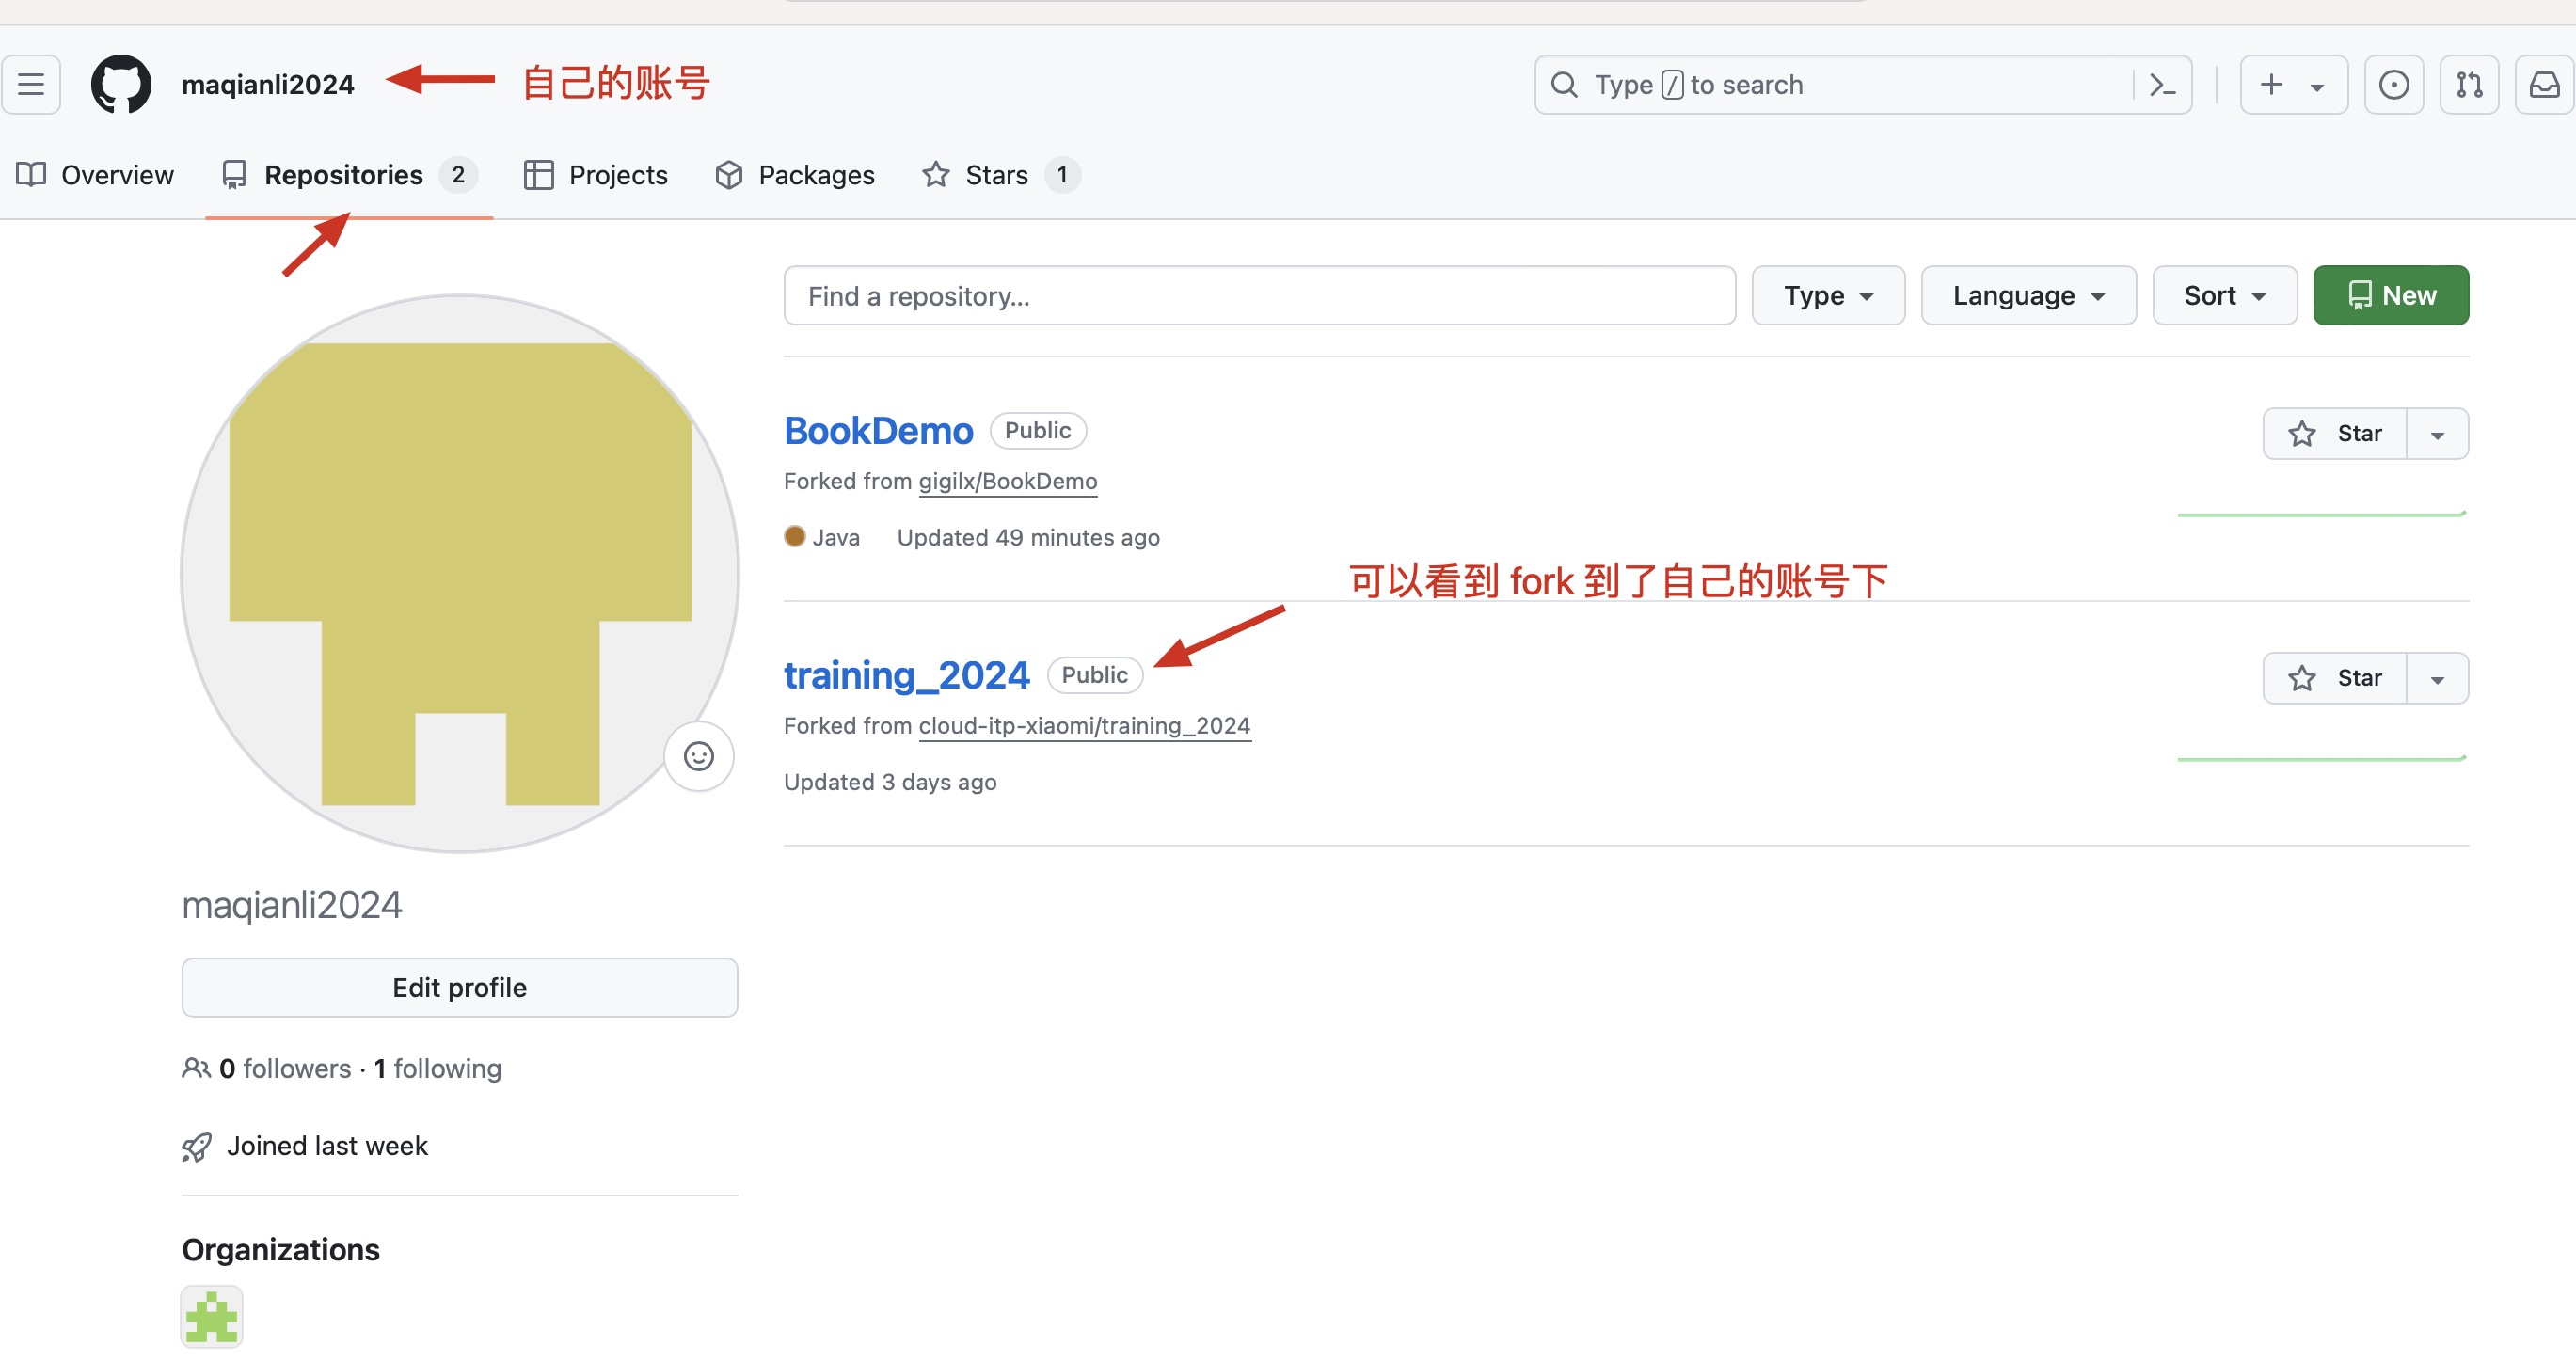 maqianli2024
自己的账号
Type / to search
Overview
Repositories 2
Projects
Packages
Stars 1
Find a repository...
Type
Language
Sort
New
BookDemo Public
Star
Forked from gigilx/BookDemo
Java Updated 49 minutes ago
可以看到 fork 到了自己的账号下
training_2024 Public
Star
Forked from cloud-itp-xiaomi/training_2024
Updated 3 days ago
maqianli2024
Edit profile
0 followers · 1 following
Joined last week
Organizations